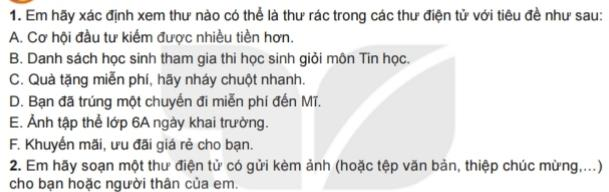 1. Em hãy xác định xem thư nào có thể là thư rác trong các thư điện tử với tiêu đề như sau:
A. Cơ hội đầu tư kiếm được nhiều tiền hơn.
B. Danh sách học sinh tham gia thi học sinh giỏi môn Tin học.
C. Quà tặng miễn phí, hãy nháy chuột nhanh.
D. Bạn đã trúng một chuyến đi miễn phí đến Mĩ.
E. Ảnh tập thể lớp 6A ngày khai trường.
F. Khuyến mãi, ưu đãi giá rẻ cho bạn.
2. Em hãy soạn một thư điện tử có gửi kèm ảnh (hoặc tệp văn bản, thiệp chúc mừng,...)
cho bạn hoặc người thân của em.